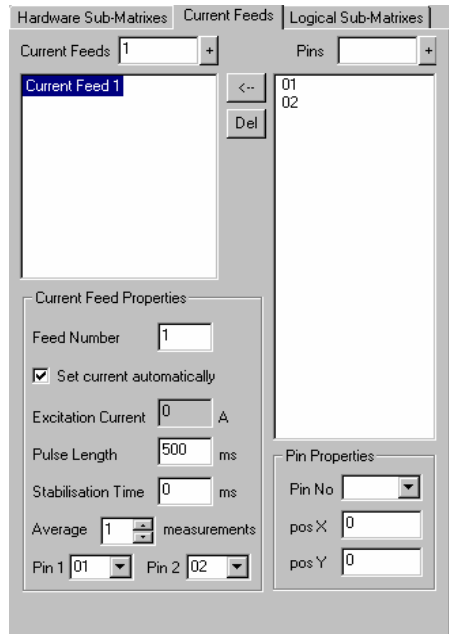 Hardware Sub-Matrixes Current Feeds Logical Sub-Matrixes
Current Feeds 1 + Pins +
Current Feed 1
<--
Del
01
02
Current Feed Properties
Feed Number 1
Set current automatically
Excitation Current 0 A
Pulse Length 500 ms
Stabilisation Time 0 ms
Average 1 measurements
Pin 1 01 Pin 2 02
Pin Properties
Pin No
pos X 0
pos Y 0